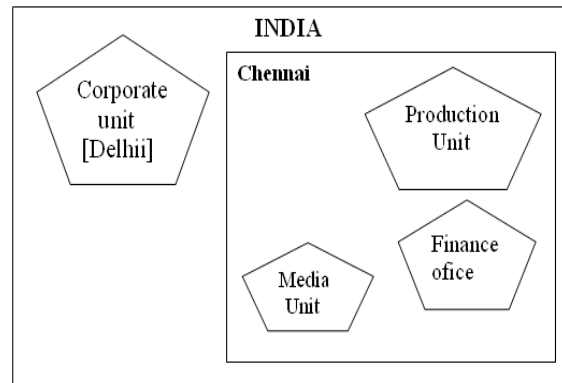 INDIA
Corporate
unit
[Delhii]
Chennai
Production
Unit
Finance
ofice
Media
Unit